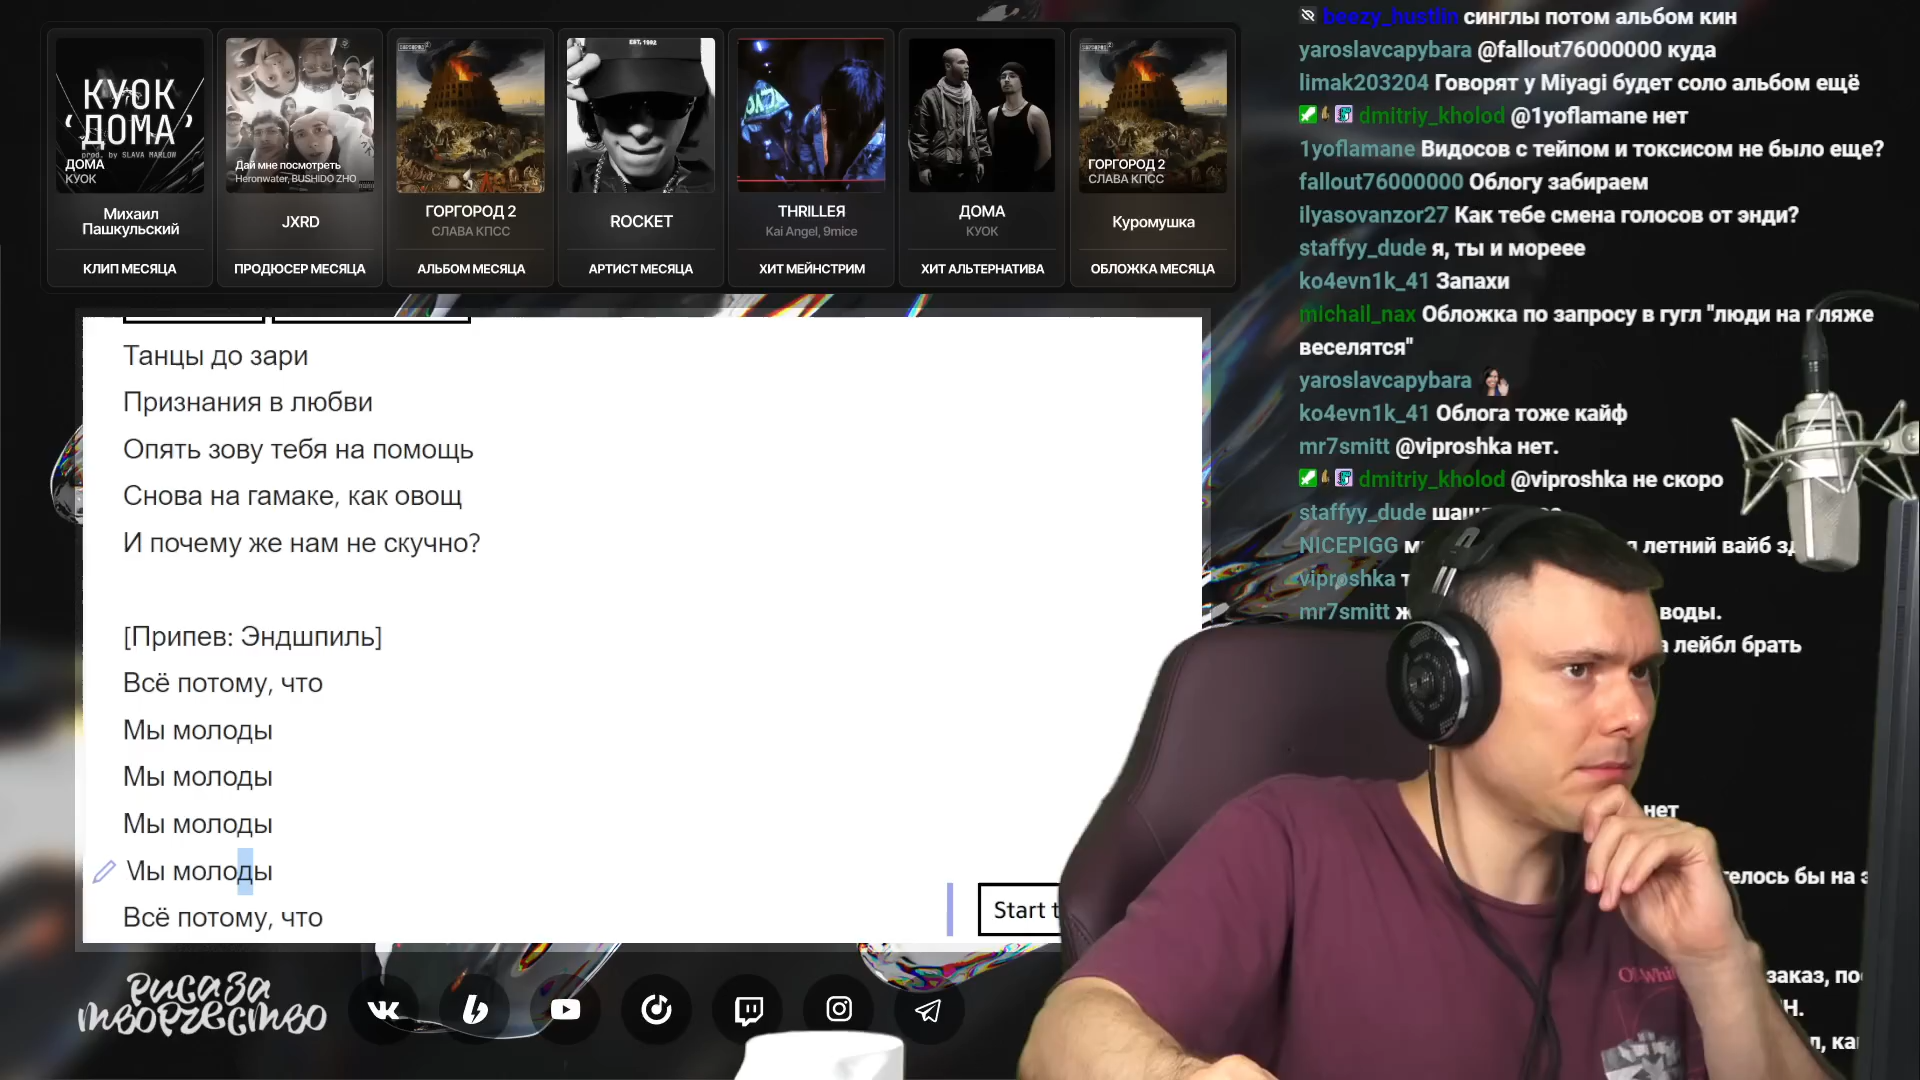 КУОК
‘ДОМА’
prod. by SLAVA MARLOW
ДОМА
КУОК
Михаил
Пашкульский
КЛИП МЕСЯЦА
Дай мне посмотреть
Heronwater, BUSHIDO ZHO
JXRD
ПРОДЮСЕР МЕСЯЦА
ГОРГОРОД 2
СЛАВА КПСС
АЛЬБОМ МЕСЯЦА
EST. 1992
ROCKET
АРТИСТ МЕСЯЦА
THRILLEЯ
Kai Angel, 9mice
ХИТ МЕЙНСТРИМ
ДОМА
КУОК
ХИТ АЛЬТЕРНАТИВА
ГОРГОРОД 2
СЛАВА КПСС
Куромушка
ОБЛОЖКА МЕСЯЦА
Танцы до зари
Признания в любви
Опять зову тебя на помощь
Снова на гамаке, как овощ
И почему же нам не скучно?
[Припев: Эндшпиль]
Всё потому, что
Мы молоды
Мы молоды
Мы молоды
Мы молоды
Всё потому, что
Start t
рисаЗа
творчество
beezy_hustlin синглы потом альбом кин
yaroslavcapybara @fallout76000000 куда
limak203204 Говорят у Miyagi будет соло альбом ещё
dmitriy_kholod @1yoflamane нет
1yoflamane Видосов с тейпом и токсисом не было еще?
fallout76000000 Облогу забираем
ilyasovanzor27 Как тебе смена голосов от энди?
staffyy_dude я, ты и мореее
ko4evn1k_41 Запахи
michail_nax Обложка по запросу в гугл "люди на пляже
веселятся"
yaroslavcapybara
ko4evn1k_41 Облога тоже кайф
mr7smitt @viproshka нет.
dmitriy_kholod @viproshka не скоро
staffyy_dude
NICEPIGG летний вайб
viproshka
mr7smitt воды.
лейбл брать
нет
бы на
заказ,
Off-White